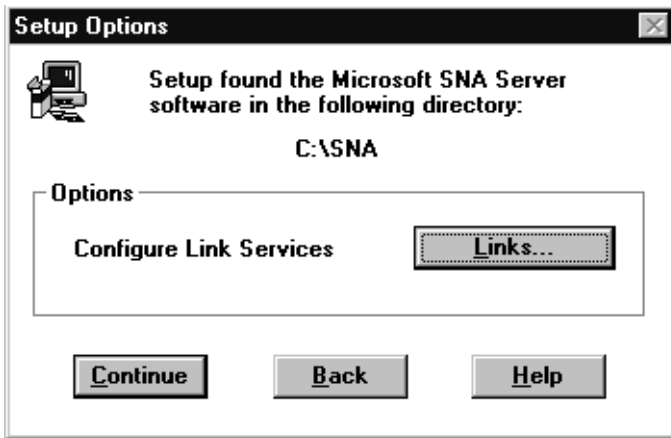 Setup Options
Setup found the Microsoft SNA Server
software in the following directory:
C:\SNA
Options
Configure Link Services
Links...
Continue
Back
Help